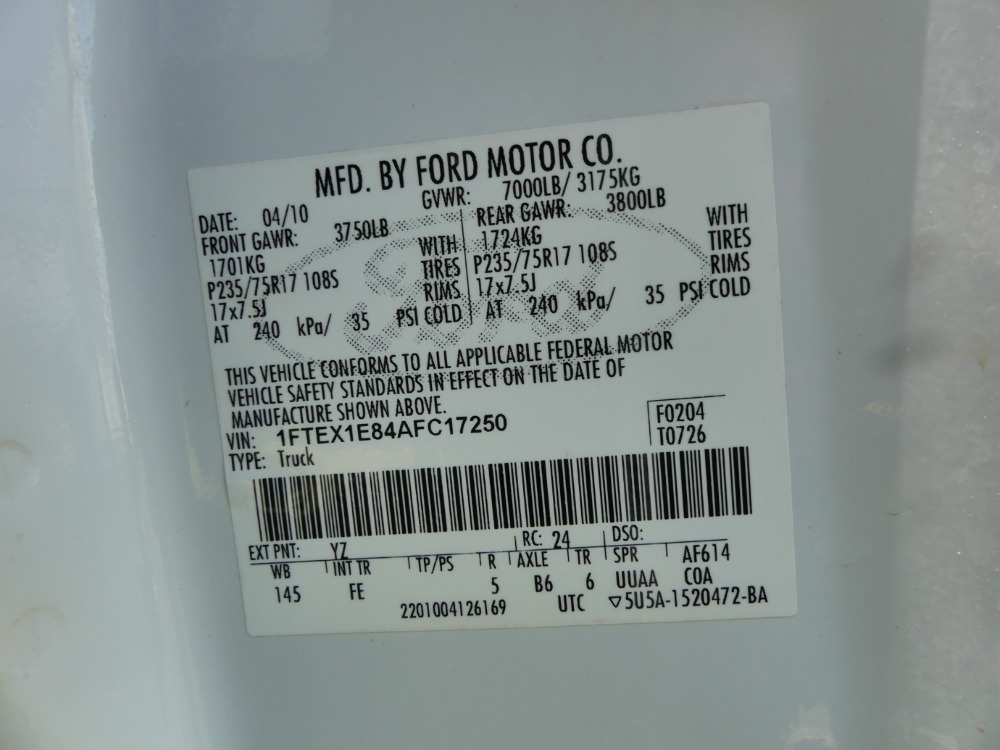 MFD. BY FORD MOTOR CO.
DATE: 04/10 GVWR: 7000LB/ 3175KG
FRONT GAWR: 3750LB REAR GAWR: 3800LB
1701KG WITH 1724KG WITH
P235/75R17 108S TIRES P235/75R17 108S TIRES
17x7.5J RIMS 17x7.5J RIMS
AT 240 kPa/ 35 PSI COLD AT 240 kPa/ 35 PSI COLD
THIS VEHICLE CONFORMS TO ALL APPLICABLE FEDERAL MOTOR
VEHICLE SAFETY STANDARDS IN EFFECT ON THE DATE OF
MANUFACTURE SHOWN ABOVE.
VIN: 1FTEX1E84AFC17250 F0204
TYPE: Truck T0726
EXT PNT: YZ RC: 24 DSO:
WB INT TR TP/PS R AXLE TR SPR AF614
145 FE 5 B6 6 UUAA COA
2201004126169 UTC ▽5U5A-1520472-BA